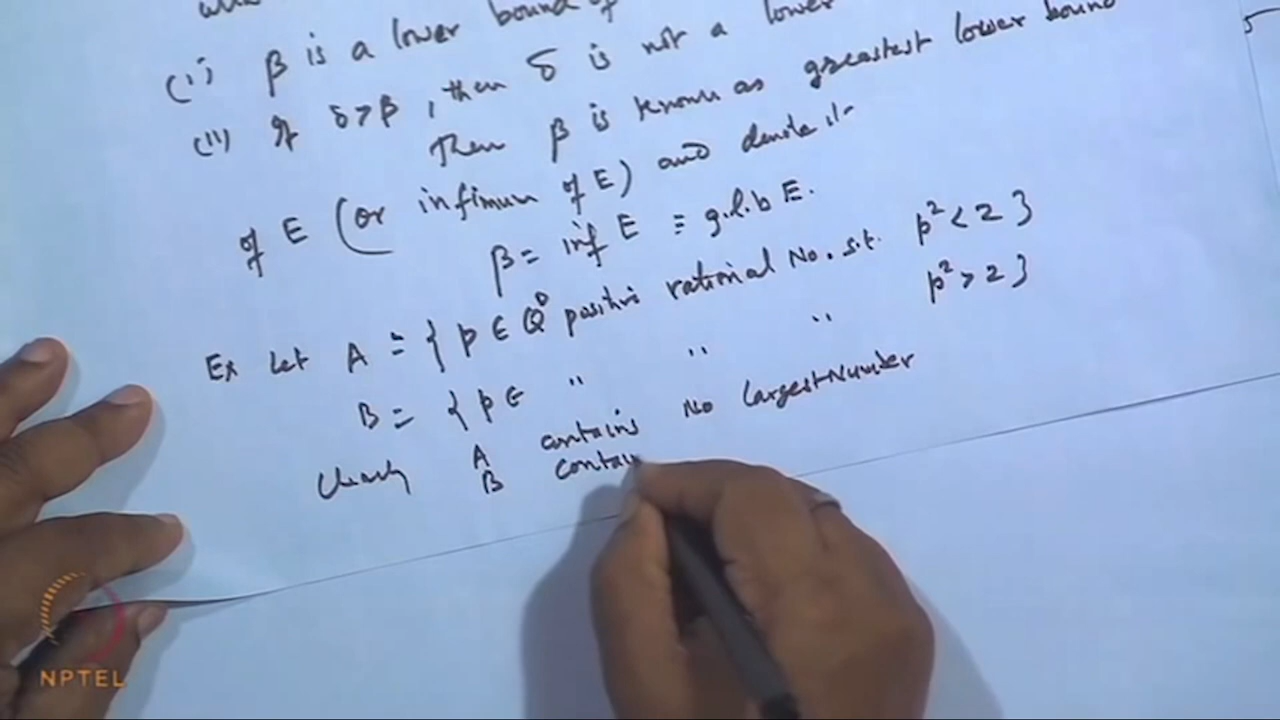 (i) β is a lower bound of
(ii) If δ > β, then δ is not a lower
Then β is known as greatest lower bound
of E (or infimum of E) and denote it
β = inf E ≡ g.l.b E.
Ex Let A = { p ∈ Q positive rational No. s.t. p² < 2 }
B = { p ∈ " " " p² > 2 }
Clearly A contains No largest Number
B contain
NPTEL